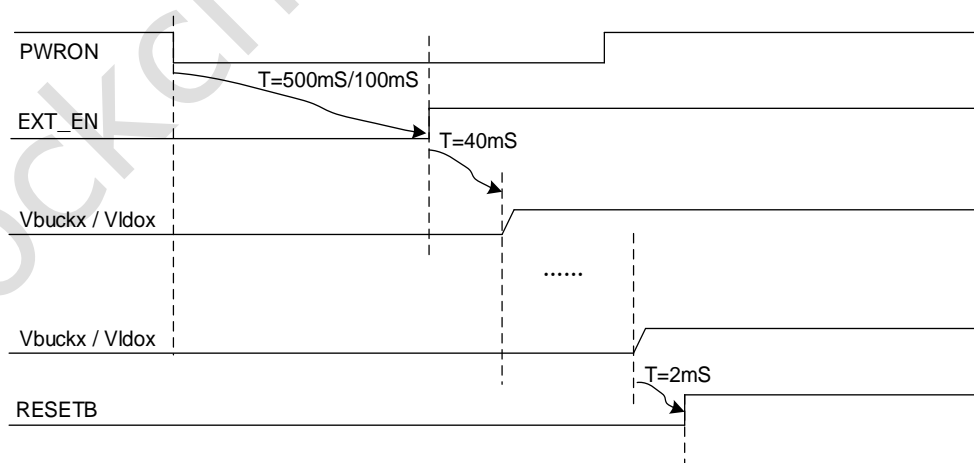 PWRON
T=500mS/100mS
EXT_EN
T=40mS
Vbuckx / Vldox
......
Vbuckx / Vldox
T=2mS
RESETB